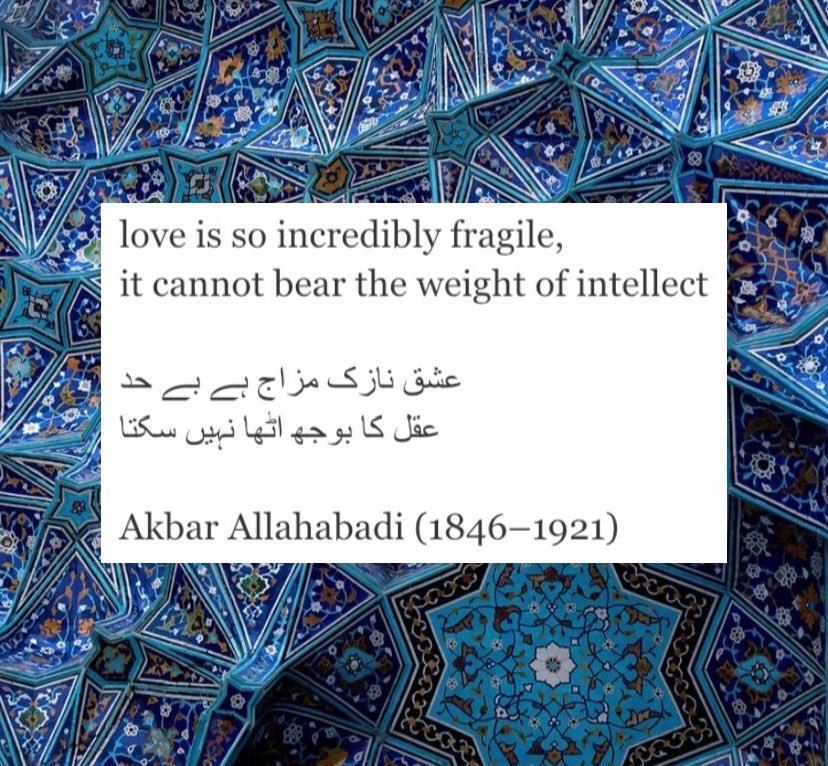 love is so incredibly fragile,
it cannot bear the weight of intellect
عشق نازک مزاج ہے بے حد
عقل کا بوجھ اٹھا نہیں سکتا
Akbar Allahabadi (1846–1921)